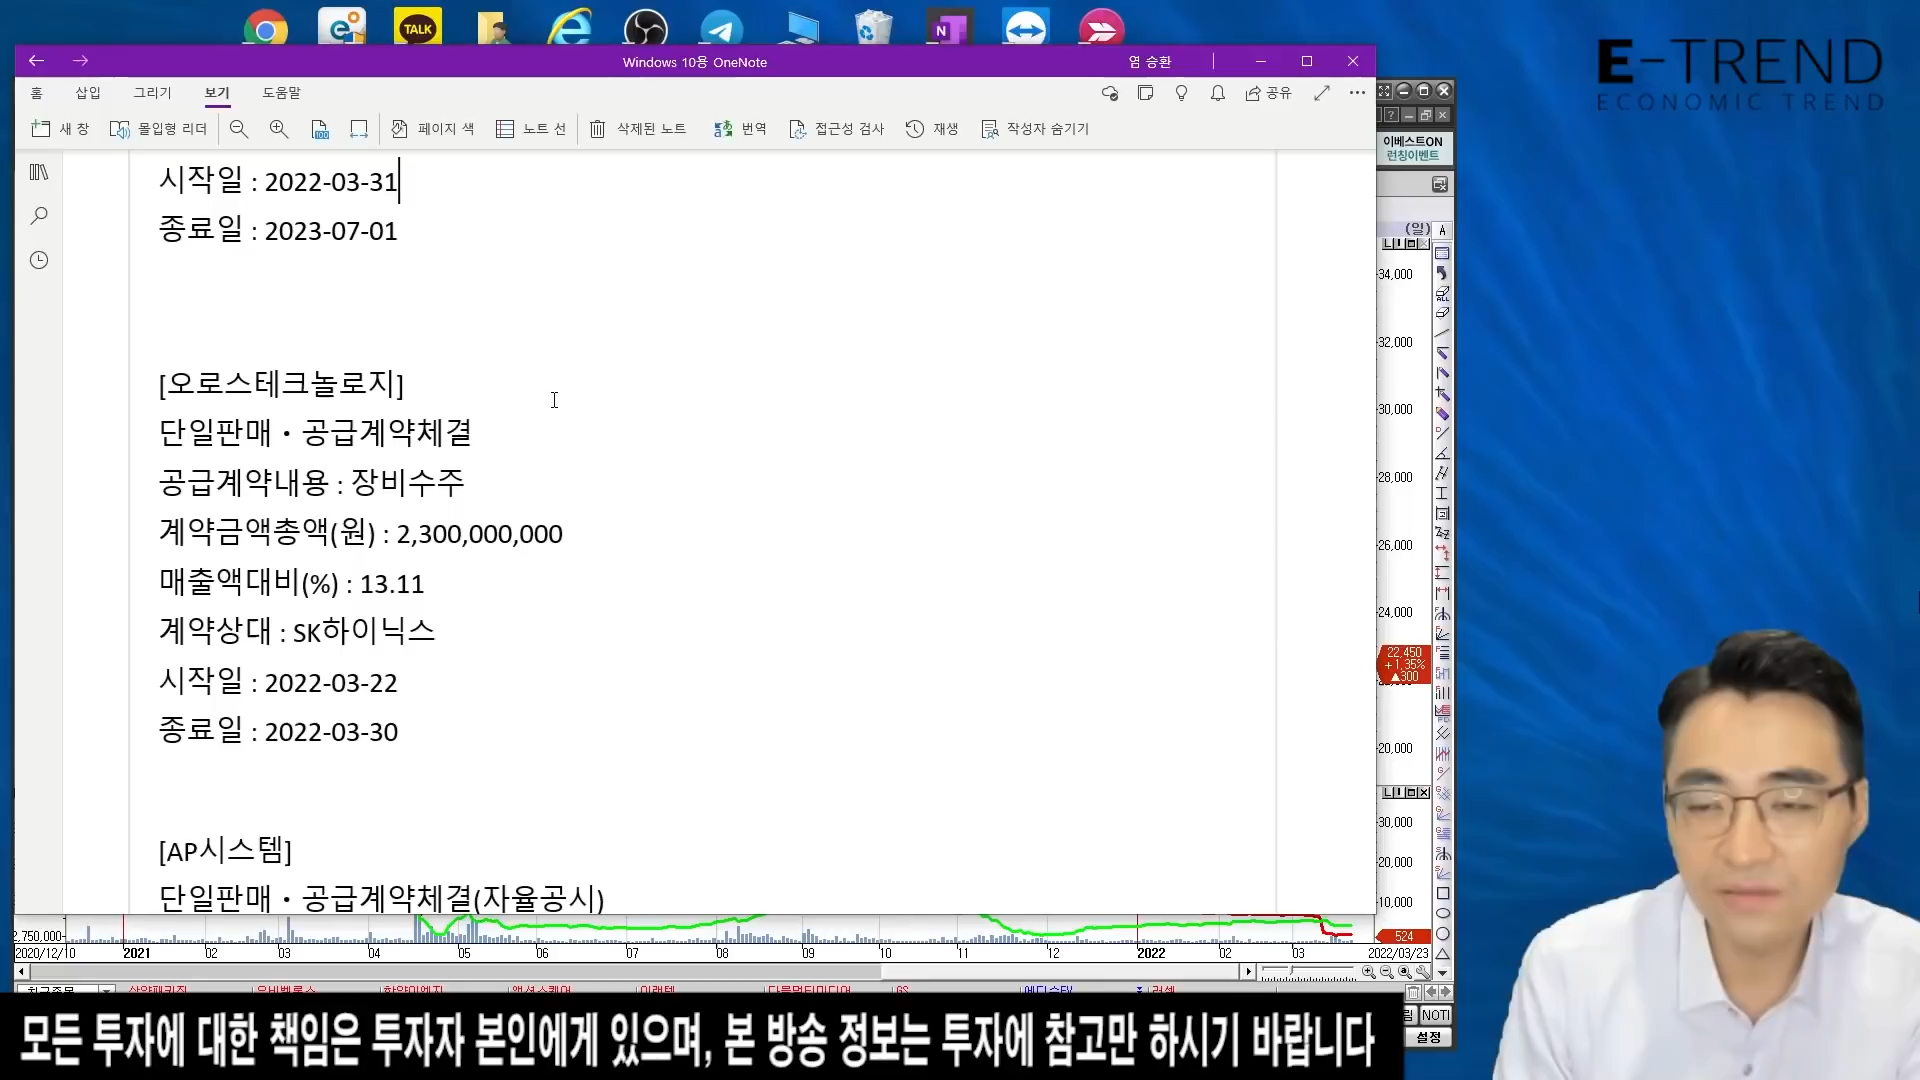 TALK
E-TREND
ECONOMIC TREND
Windows 10용 OneNote
염 승환
홈 삽입 그리기 보기 도움말
공유
새 창 몰입형 리더 페이지 색 노트 선 삭제된 노트 번역 접근성 검사 재생 작성자 숨기기
이베스트ON
런칭이벤트
시작일 : 2022-03-31
종료일 : 2023-07-01
[오로스테크놀로지]
단일판매・공급계약체결
공급계약내용 : 장비수주
계약금액총액(원) : 2,300,000,000
매출액대비(%) : 13.11
계약상대 : SK하이닉스
시작일 : 2022-03-22
종료일 : 2022-03-30
[AP시스템]
단일판매・공급계약체결(자율공시)
(일)
A
34,000
32,000
30,000
28,000
26,000
24,000
22,450
+1,35%
▲300
20,000
30,000
20,000
10,000
524
2,750,000
2020/12/10 2021 02 03 04 05 06 07 08 09 10 11 12 2022 02 03 2022/03/23
NOTI
설정
모든 투자에 대한 책임은 투자자 본인에게 있으며, 본 방송 정보는 투자에 참고만 하시기 바랍니다